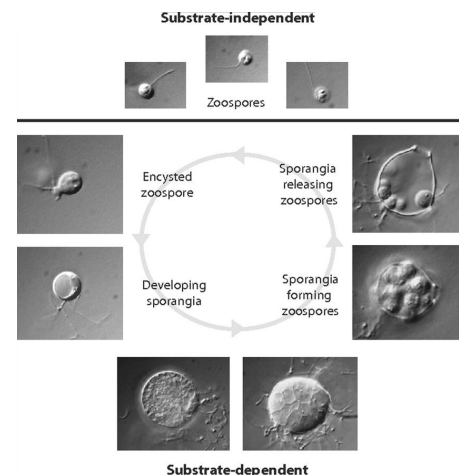 Substrate-independent
Zoospores
Encysted
zoospore
Sporangia
releasing
zoospores
Developing
sporangia
Sporangia
forming
zoospores
Substrate-dependent